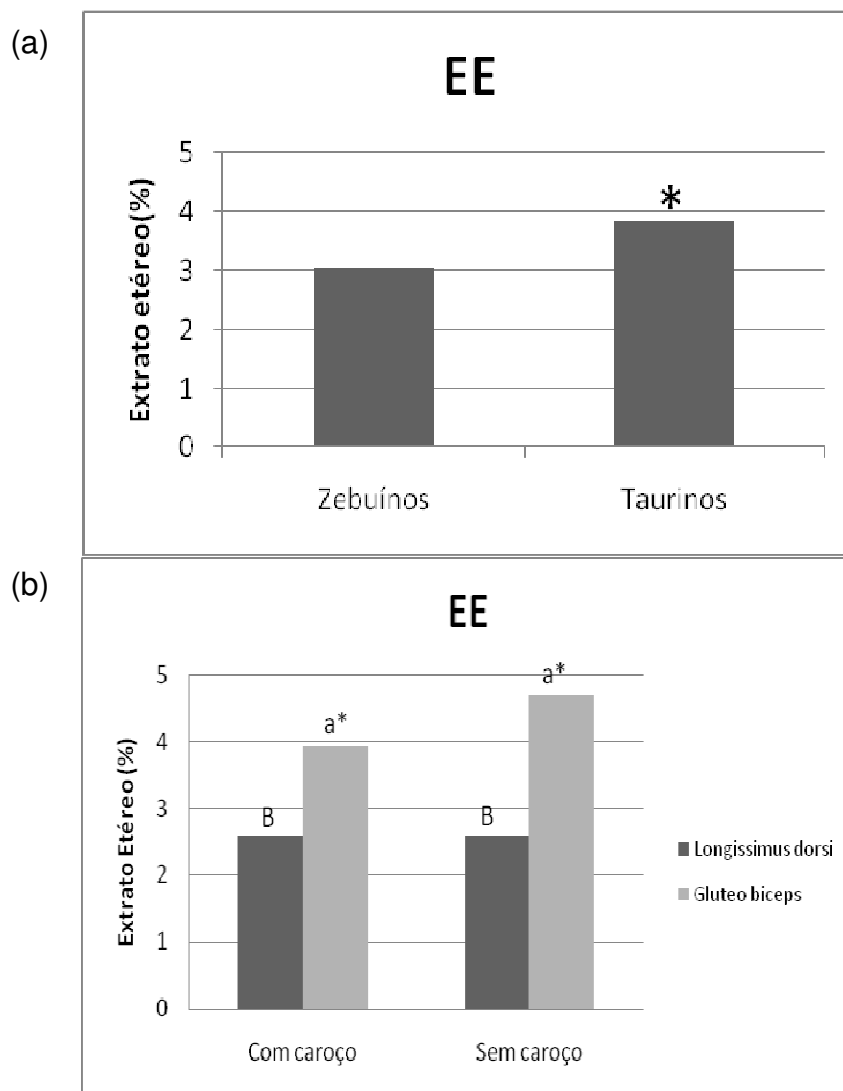 (a)
EE
Extrato etéreo(%)
5
4
3
2
1
0
*
Zebuínos
Taurinos
(b)
EE
Extrato Etéreo (%)
5
4
3
2
1
0
B
a*
B
a*
Com caroço
Sem caroço
Longissimus dorsi
Gluteo biceps